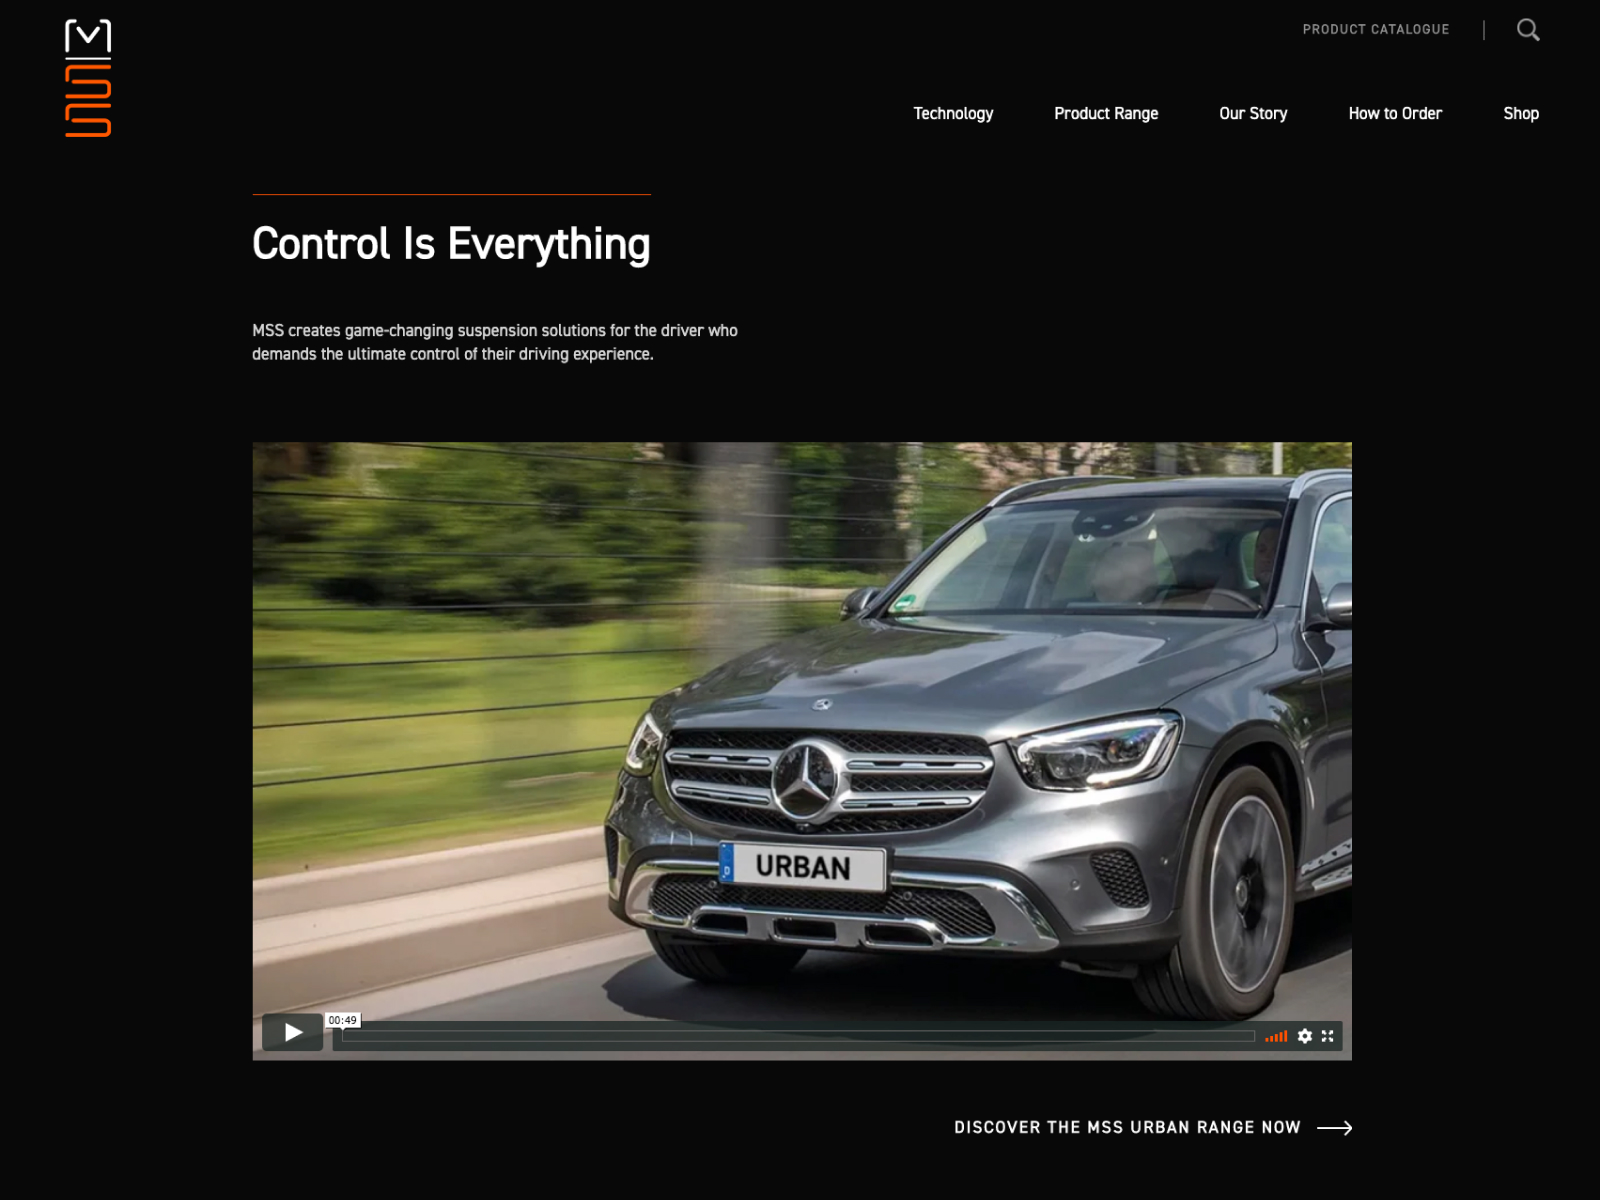 MSS
PRODUCT CATALOGUE
Technology
Product Range
Our Story
How to Order
Shop
Control Is Everything
MSS creates game-changing suspension solutions for the driver who
demands the ultimate control of their driving experience.
D
URBAN
00:49
DISCOVER THE MSS URBAN RANGE NOW